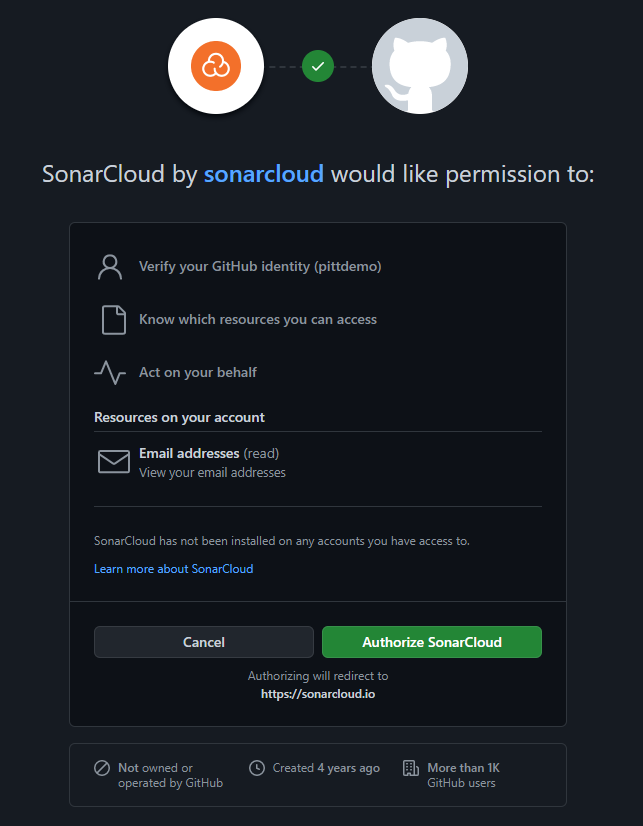 SonarCloud by sonarcloud would like permission to:
Verify your GitHub identity (pittdemo)
Know which resources you can access
Act on your behalf
Resources on your account
Email addresses (read)
View your email addresses
SonarCloud has not been installed on any accounts you have access to.
Learn more about SonarCloud
Cancel
Authorize SonarCloud
Authorizing will redirect to
https://sonarcloud.io
Not owned or
operated by GitHub
Created 4 years ago
More than 1K
GitHub users